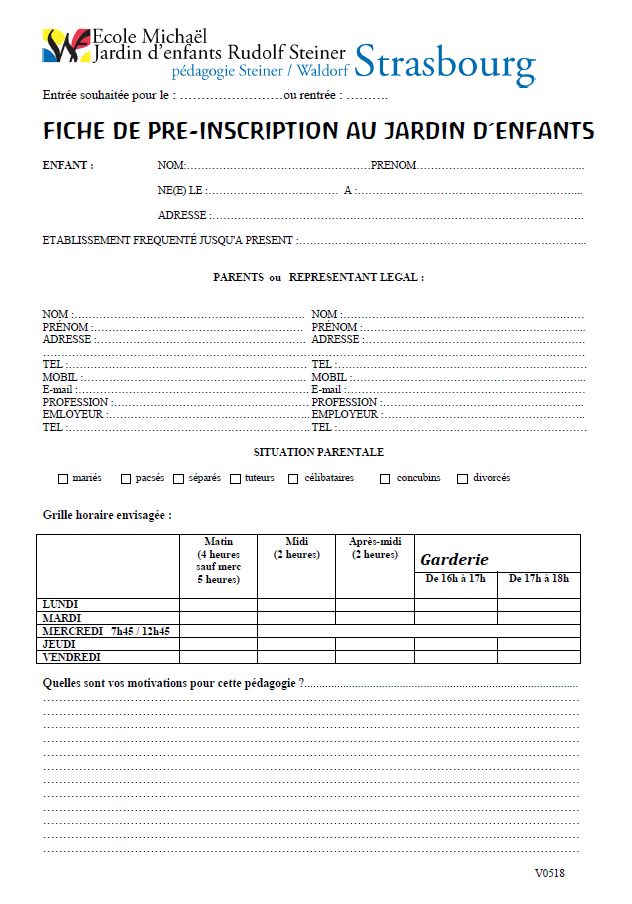 Ecole Michaël
Jardin d'enfants Rudolf Steiner
pédagogie Steiner / Waldorf Strasbourg
Entrée souhaitée pour le : ……………………ou rentrée : ……….
FICHE DE PRE-INSCRIPTION AU JARDIN D´ENFANTS
ENFANT : NOM:……………………………………………PRENOM…………………………………...
NE(E) LE :……………………………… A :……………………………………………………...
ADRESSE :………………………………………………………………………………………….
ETABLISSEMENT FREQUENTÉ JUSQU'A PRESENT :……………………………………………………………………..
PARENTS ou REPRESENTANT LEGAL :
NOM :……………………………………………………… NOM :…………………………………………………………
PRÉNOM :…………………………………………………. PRÉNOM :……………………………………………………..
ADRESSE :…………………………………………………. ADRESSE :…………………………………………………….
……………………………………………………………….. ………………………………………………………………….
TEL :………………………………………………………… TEL :……………………………………………………………
MOBIL :…………………………………………………….. MOBIL :………………………………………………………...
E-mail :………………………………………………………. E-mail :…………………………………………………………
PROFESSION :……………………………………………… PROFESSION :………………………………………………...
EMPLOYEUR :………………………………………………. EMPLOYEUR :………………………………………………..
TEL :…………………………………………………………. TEL :……………………………………………………………
SITUATION PARENTALE
mariés pacsés séparés tuteurs célibataires concubins divorcés
Grille horaire envisagée :
Matin Midi Après-midi
(4 heures (2 heures) (2 heures) Garderie
sauf merc
5 heures) De 16h à 17h De 17h à 18h
LUNDI
MARDI
MERCREDI 7h45 / 12h45
JEUDI
VENDREDI
Quelles sont vos motivations pour cette pédagogie ?...........................................................................................
……………………………………………………………………………………………………………………………
……………………………………………………………………………………………………………………………
……………………………………………………………………………………………………………………………
……………………………………………………………………………………………………………………………
……………………………………………………………………………………………………………………………
……………………………………………………………………………………………………………………………
……………………………………………………………………………………………………………………………
……………………………………………………………………………………………………………………………
……………………………………………………………………………………………………………………………
……………………………………………………………………………………………………………………………
……………………………………………………………………………………………………………………………
……………………………………………………………………………………………………………………………
V0518